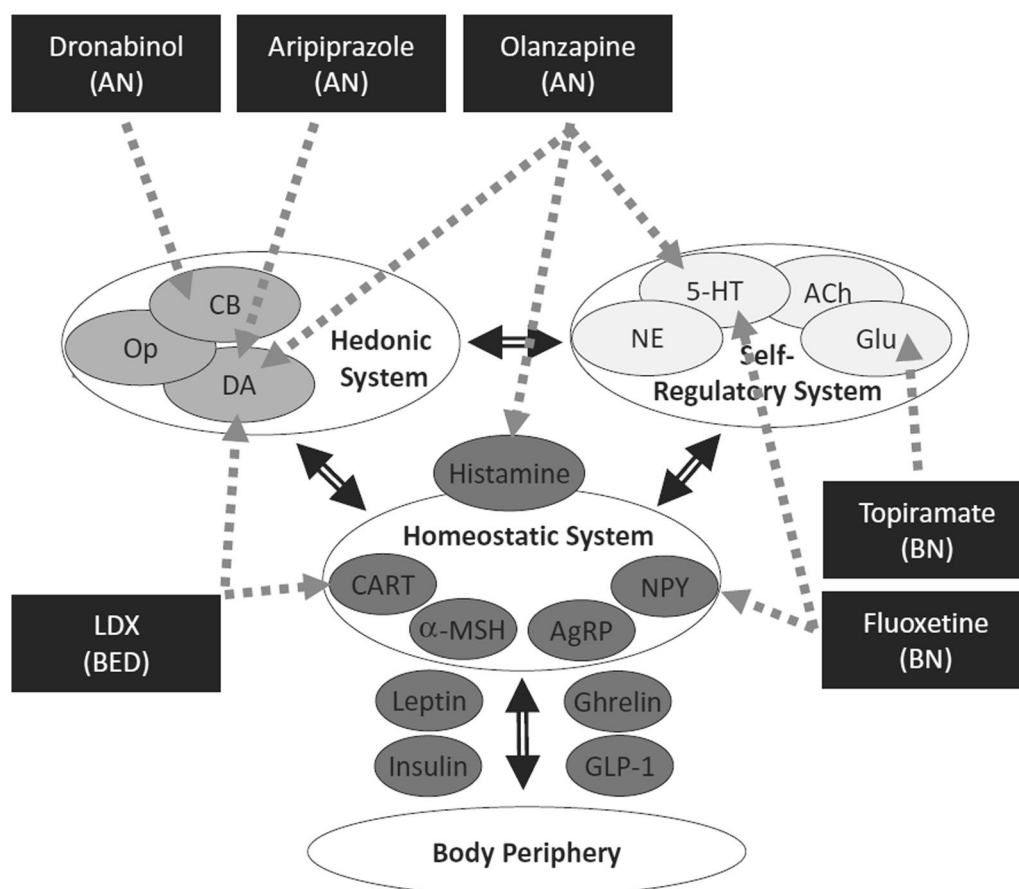 Dronabinol
(AN)
Aripiprazole
(AN)
Olanzapine
(AN)
CB
Op
DA
Hedonic
System
5-HT
ACh
NE
Glu
Self-
Regulatory System
Histamine
Homeostatic System
CART
NPY
α-MSH
AgRP
Topiramate
(BN)
LDX
(BED)
Fluoxetine
(BN)
Leptin
Ghrelin
Insulin
GLP-1
Body Periphery